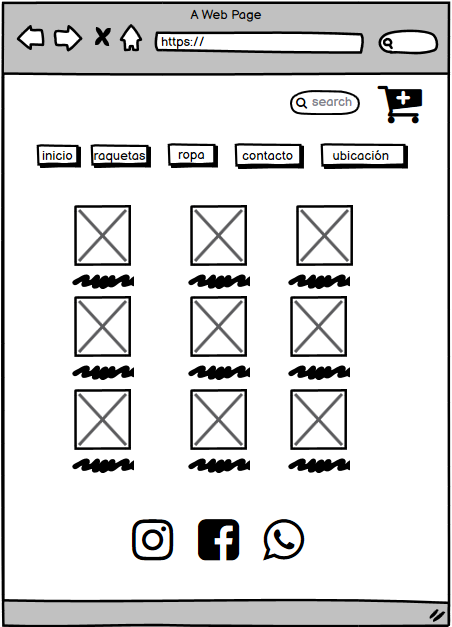 A Web Page
https://
search
inicio
raquetas
ropa
contacto
ubicación